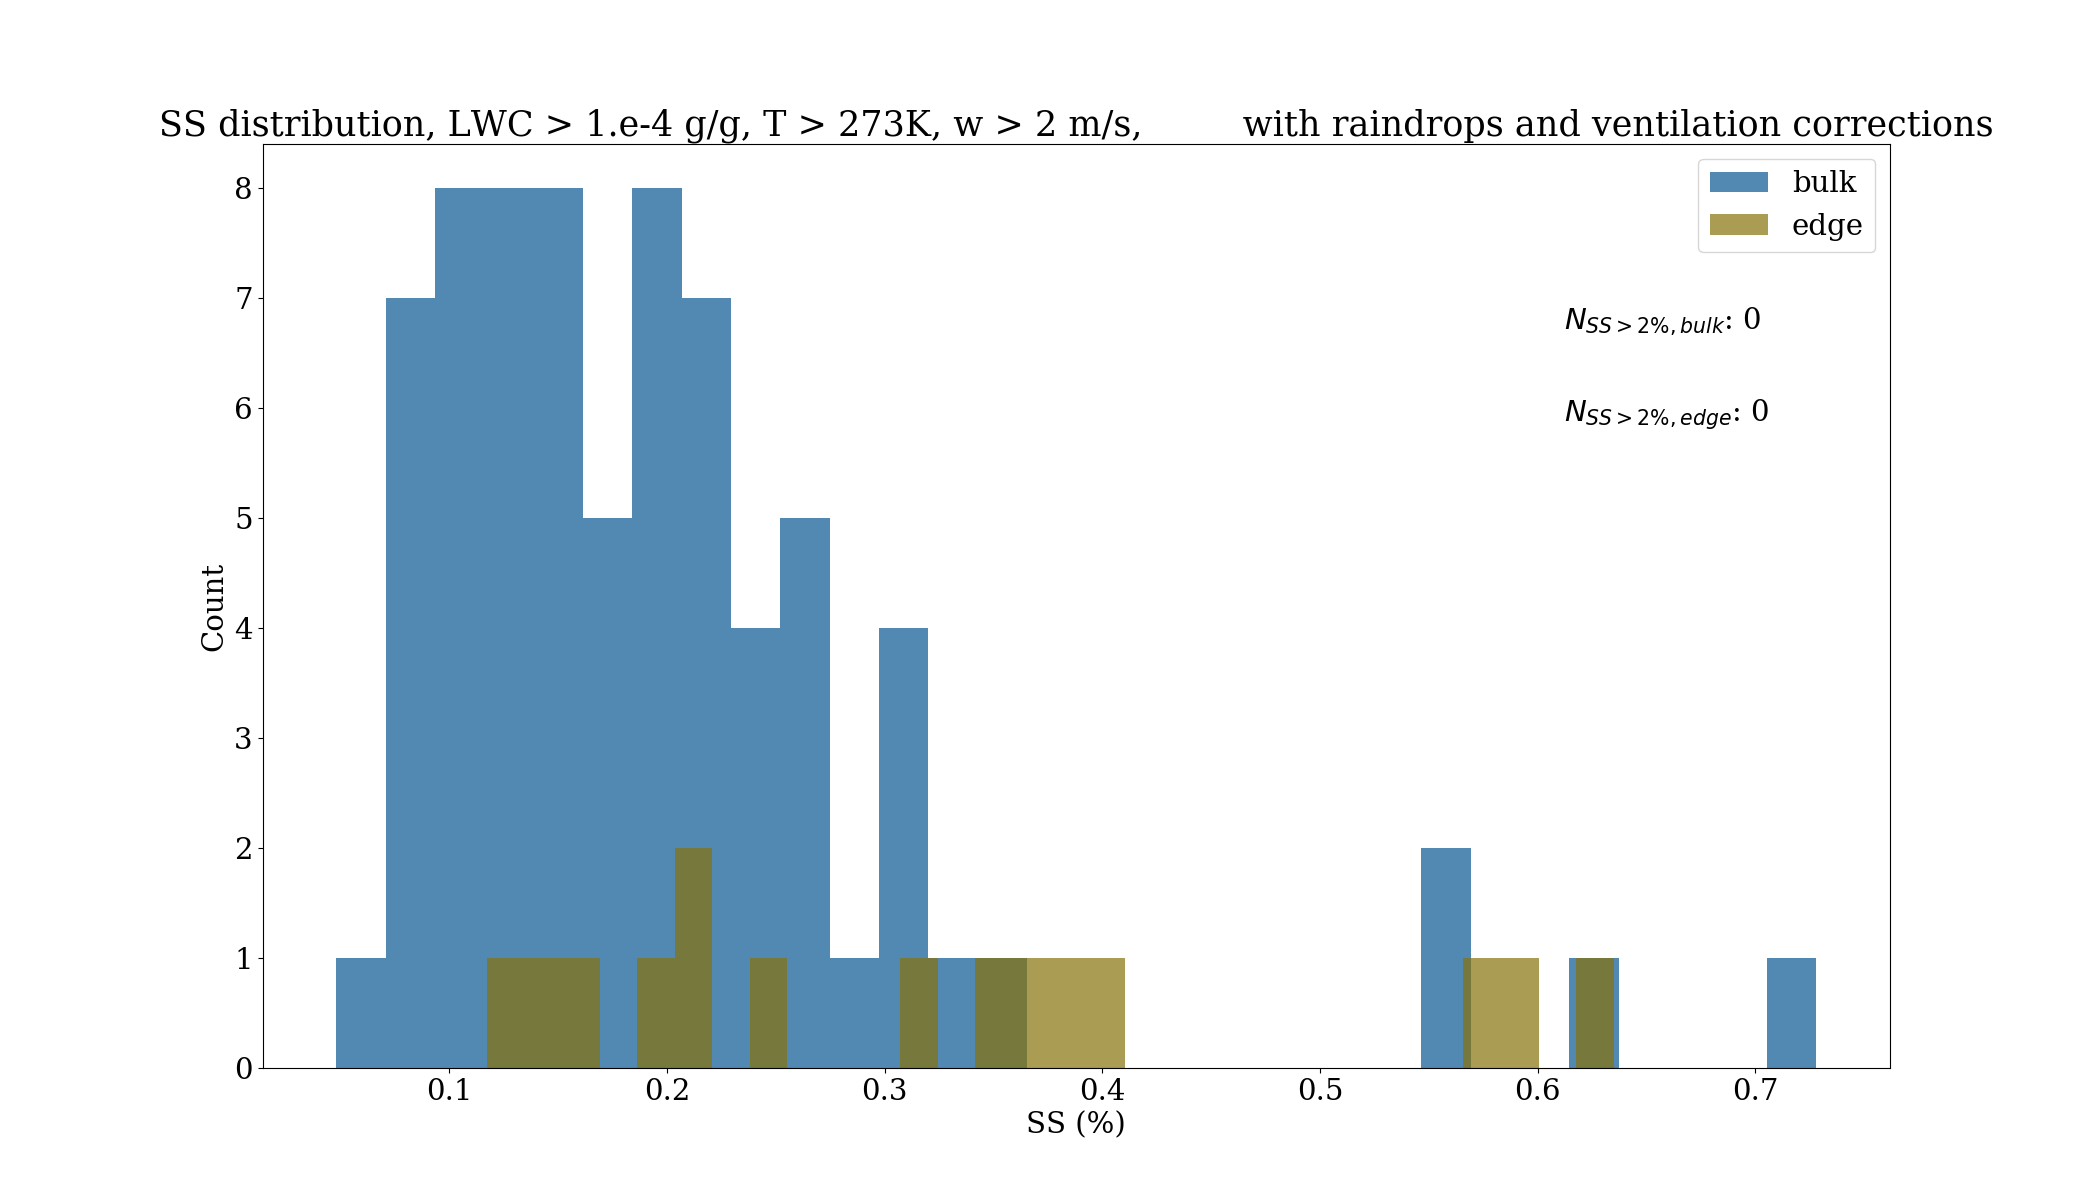 SS distribution, LWC > 1.e-4 g/g, T > 273K, w > 2 m/s, with raindrops and ventilation corrections
bulk
edge
N_{SS>2%,bulk}: 0
N_{SS>2%,edge}: 0
8
7
6
5
4
3
2
1
0
Count
0.1 0.2 0.3 0.4 0.5 0.6 0.7
SS (%)